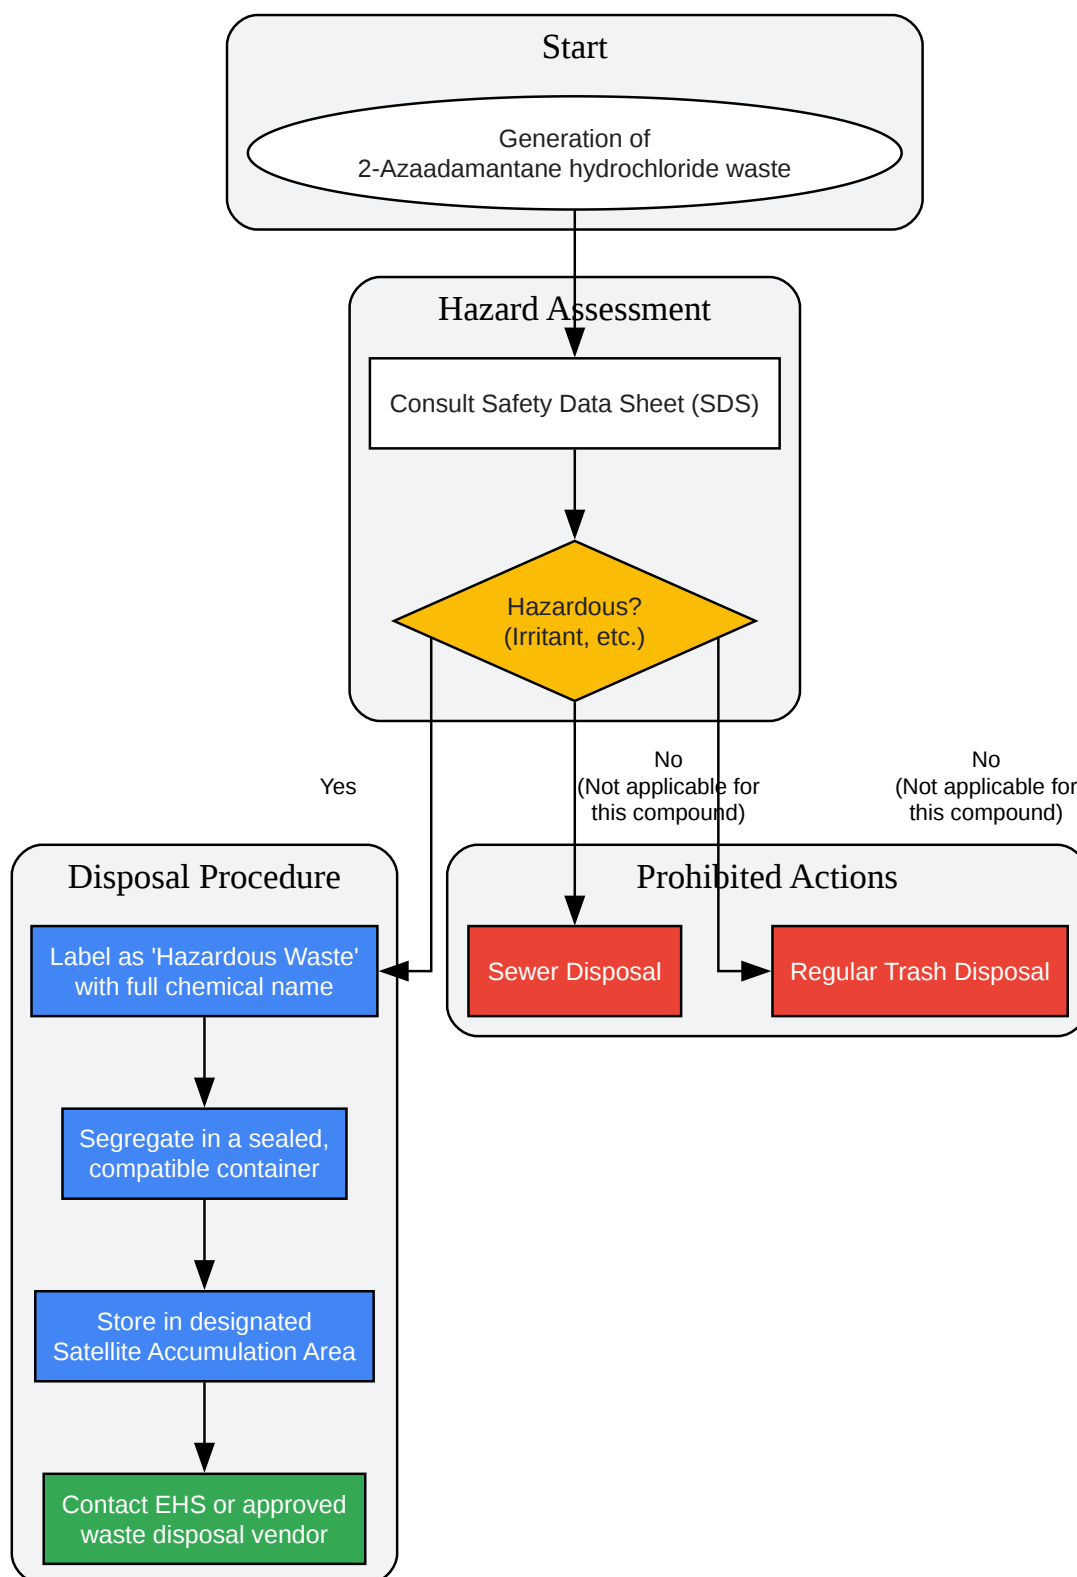 Start
Generation of
2-Azaadamantane hydrochloride waste
Hazard Assessment
Consult Safety Data Sheet (SDS)
Hazardous?
(Irritant, etc.)
Yes
No
(Not applicable for
this compound)
No
(Not applicable for
this compound)
Disposal Procedure
Label as 'Hazardous Waste'
with full chemical name
Segregate in a sealed,
compatible container
Store in designated
Satellite Accumulation Area
Contact EHS or approved
waste disposal vendor
Prohibited Actions
Sewer Disposal
Regular Trash Disposal